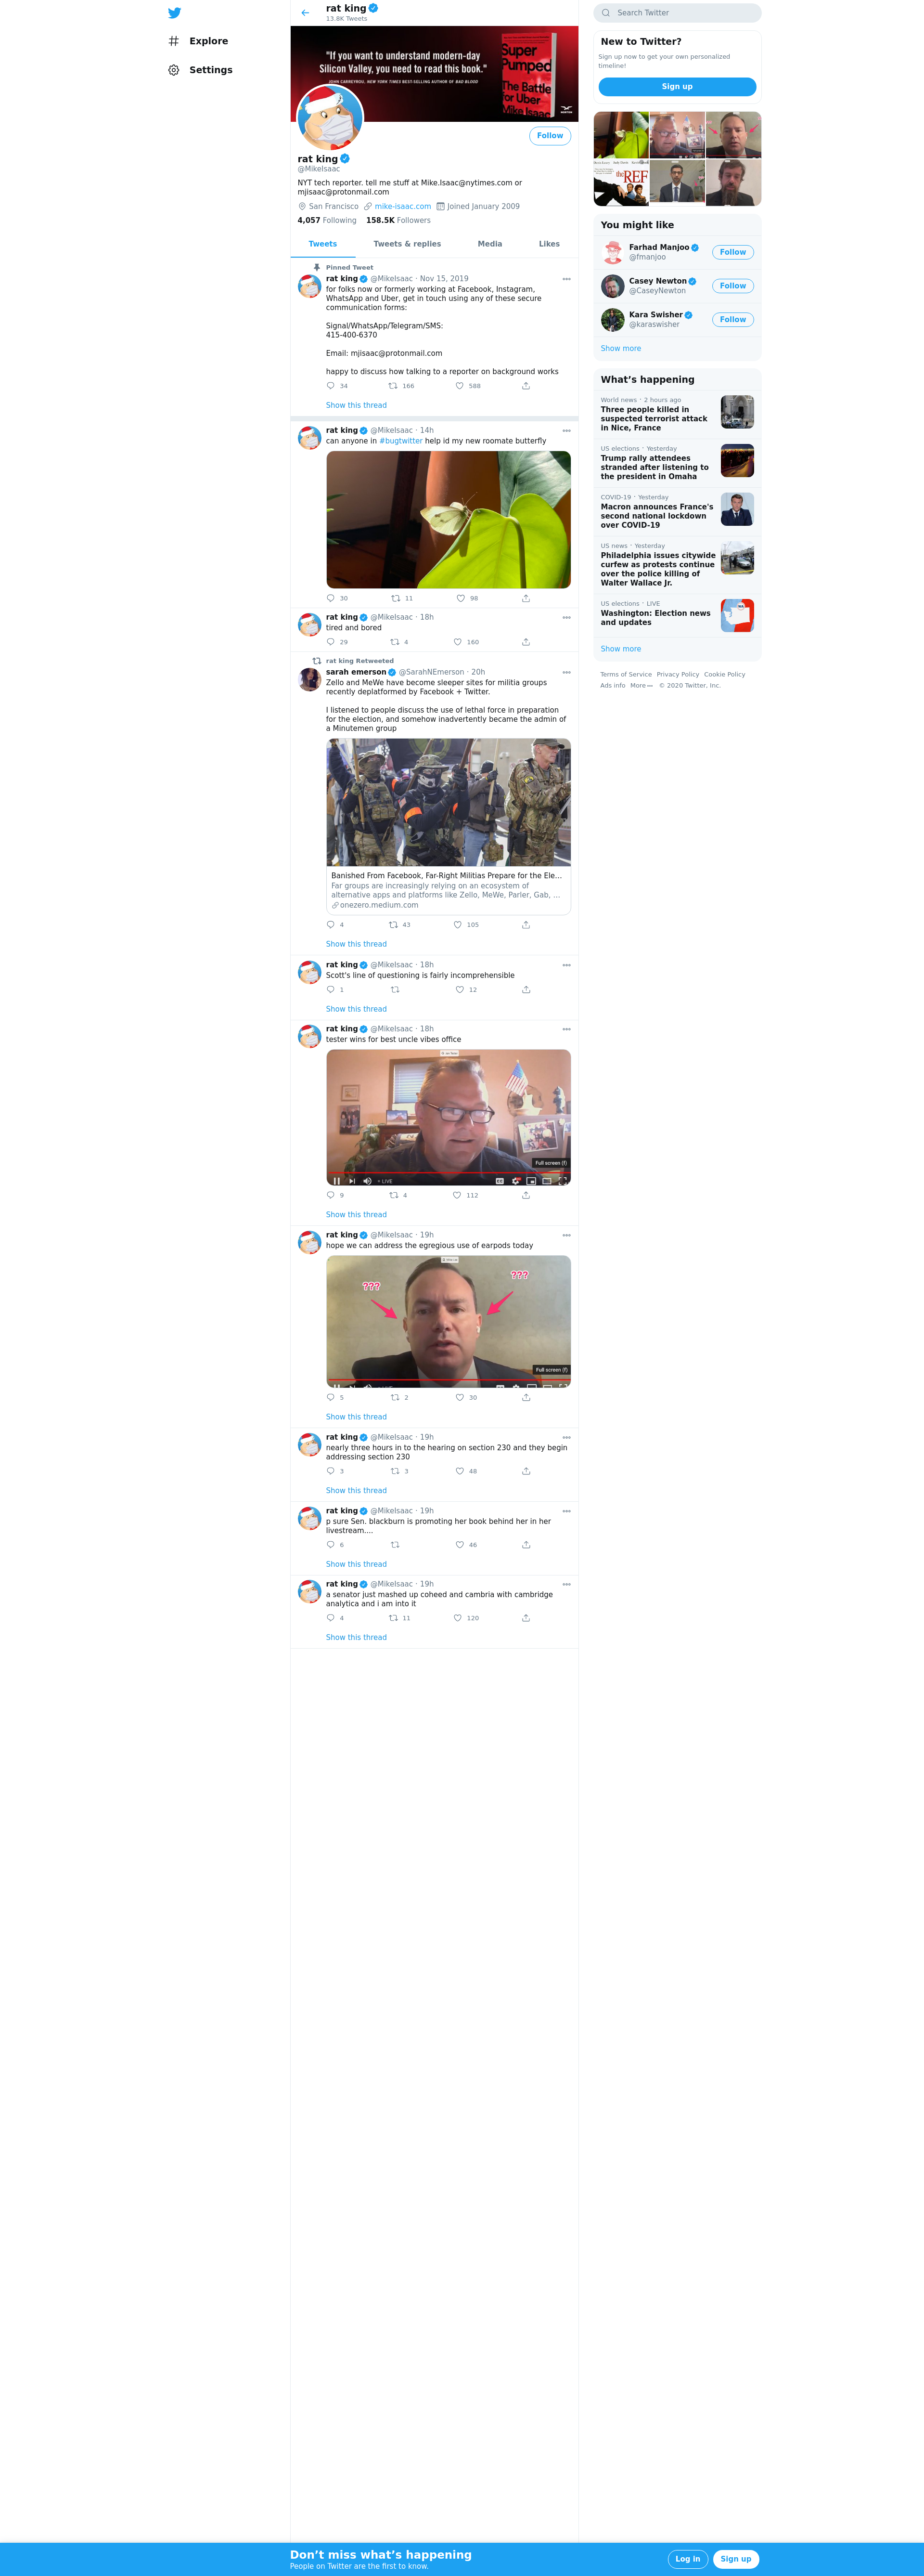 Explore
Settings
rat king
13.8K Tweets
"If you want to understand modern-day
Silicon Valley, you need to read this book."
JOHN CARREYROU, NEW YORK TIMES BEST-SELLING AUTHOR OF BAD BLOOD
Super
Pumped
The Battle
for Uber
Mike Isaac
Follow
rat king
@MikeIsaac
NYT tech reporter. tell me stuff at Mike.Isaac@nytimes.com or
mjisaac@protonmail.com
San Francisco mike-isaac.com Joined January 2009
4,057 Following 158.5K Followers
Tweets Tweets & replies Media Likes
Pinned Tweet
rat king @MikeIsaac · Nov 15, 2019
for folks now or formerly working at Facebook, Instagram,
WhatsApp and Uber, get in touch using any of these secure
communication forms:
Signal/WhatsApp/Telegram/SMS:
415-400-6370
Email: mjisaac@protonmail.com
happy to discuss how talking to a reporter on background works
34 166 588
Show this thread
rat king @MikeIsaac · 14h
can anyone in #bugtwitter help id my new roomate butterfly
30 11 98
rat king @MikeIsaac · 18h
tired and bored
29 4 160
rat king Retweeted
sarah emerson @SarahNEmerson · 20h
Zello and MeWe have become sleeper sites for militia groups
recently deplatformed by Facebook + Twitter.
I listened to people discuss the use of lethal force in preparation
for the election, and somehow inadvertently became the admin of
a Minutemen group
Banished From Facebook, Far-Right Militias Prepare for the Ele...
Far groups are increasingly relying on an ecosystem of
alternative apps and platforms like Zello, MeWe, Parler, Gab, ...
onezero.medium.com
4 43 105
Show this thread
rat king @MikeIsaac · 18h
Scott's line of questioning is fairly incomprehensible
1 12
Show this thread
rat king @MikeIsaac · 18h
tester wins for best uncle vibes office
Full screen (f)
• LIVE
9 4 112
Show this thread
rat king @MikeIsaac · 19h
hope we can address the egregious use of earpods today
???
???
Full screen (f)
5 2 30
Show this thread
rat king @MikeIsaac · 19h
nearly three hours in to the hearing on section 230 and they begin
addressing section 230
3 3 48
Show this thread
rat king @MikeIsaac · 19h
p sure Sen. blackburn is promoting her book behind her in her
livestream....
6 46
Show this thread
rat king @MikeIsaac · 19h
a senator just mashed up coheed and cambria with cambridge
analytica and i am into it
4 11 120
Show this thread
Search Twitter
New to Twitter?
Sign up now to get your own personalized
timeline!
Sign up
the REF
You might like
Farhad Manjoo
@fmanjoo
Follow
Casey Newton
@CaseyNewton
Follow
Kara Swisher
@karaswisher
Follow
Show more
What's happening
World news · 2 hours ago
Three people killed in
suspected terrorist attack
in Nice, France
US elections · Yesterday
Trump rally attendees
stranded after listening to
the president in Omaha
COVID-19 · Yesterday
Macron announces France's
second national lockdown
over COVID-19
US news · Yesterday
Philadelphia issues citywide
curfew as protests continue
over the police killing of
Walter Wallace Jr.
US elections · LIVE
Washington: Election news
and updates
Show more
Terms of Service Privacy Policy Cookie Policy
Ads info More © 2020 Twitter, Inc.
Don't miss what's happening
People on Twitter are the first to know.
Log in
Sign up